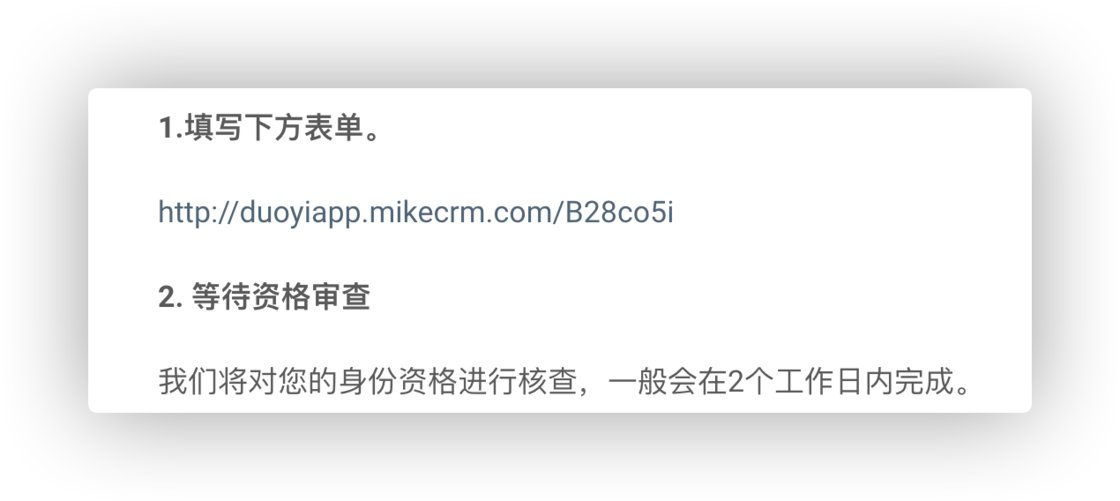 1.填写下方表单。
http://duoyiapp.mikecrm.com/B28co5i
2. 等待资格审查
我们将对您的身份资格进行核查，一般会在2个工作日内完成。